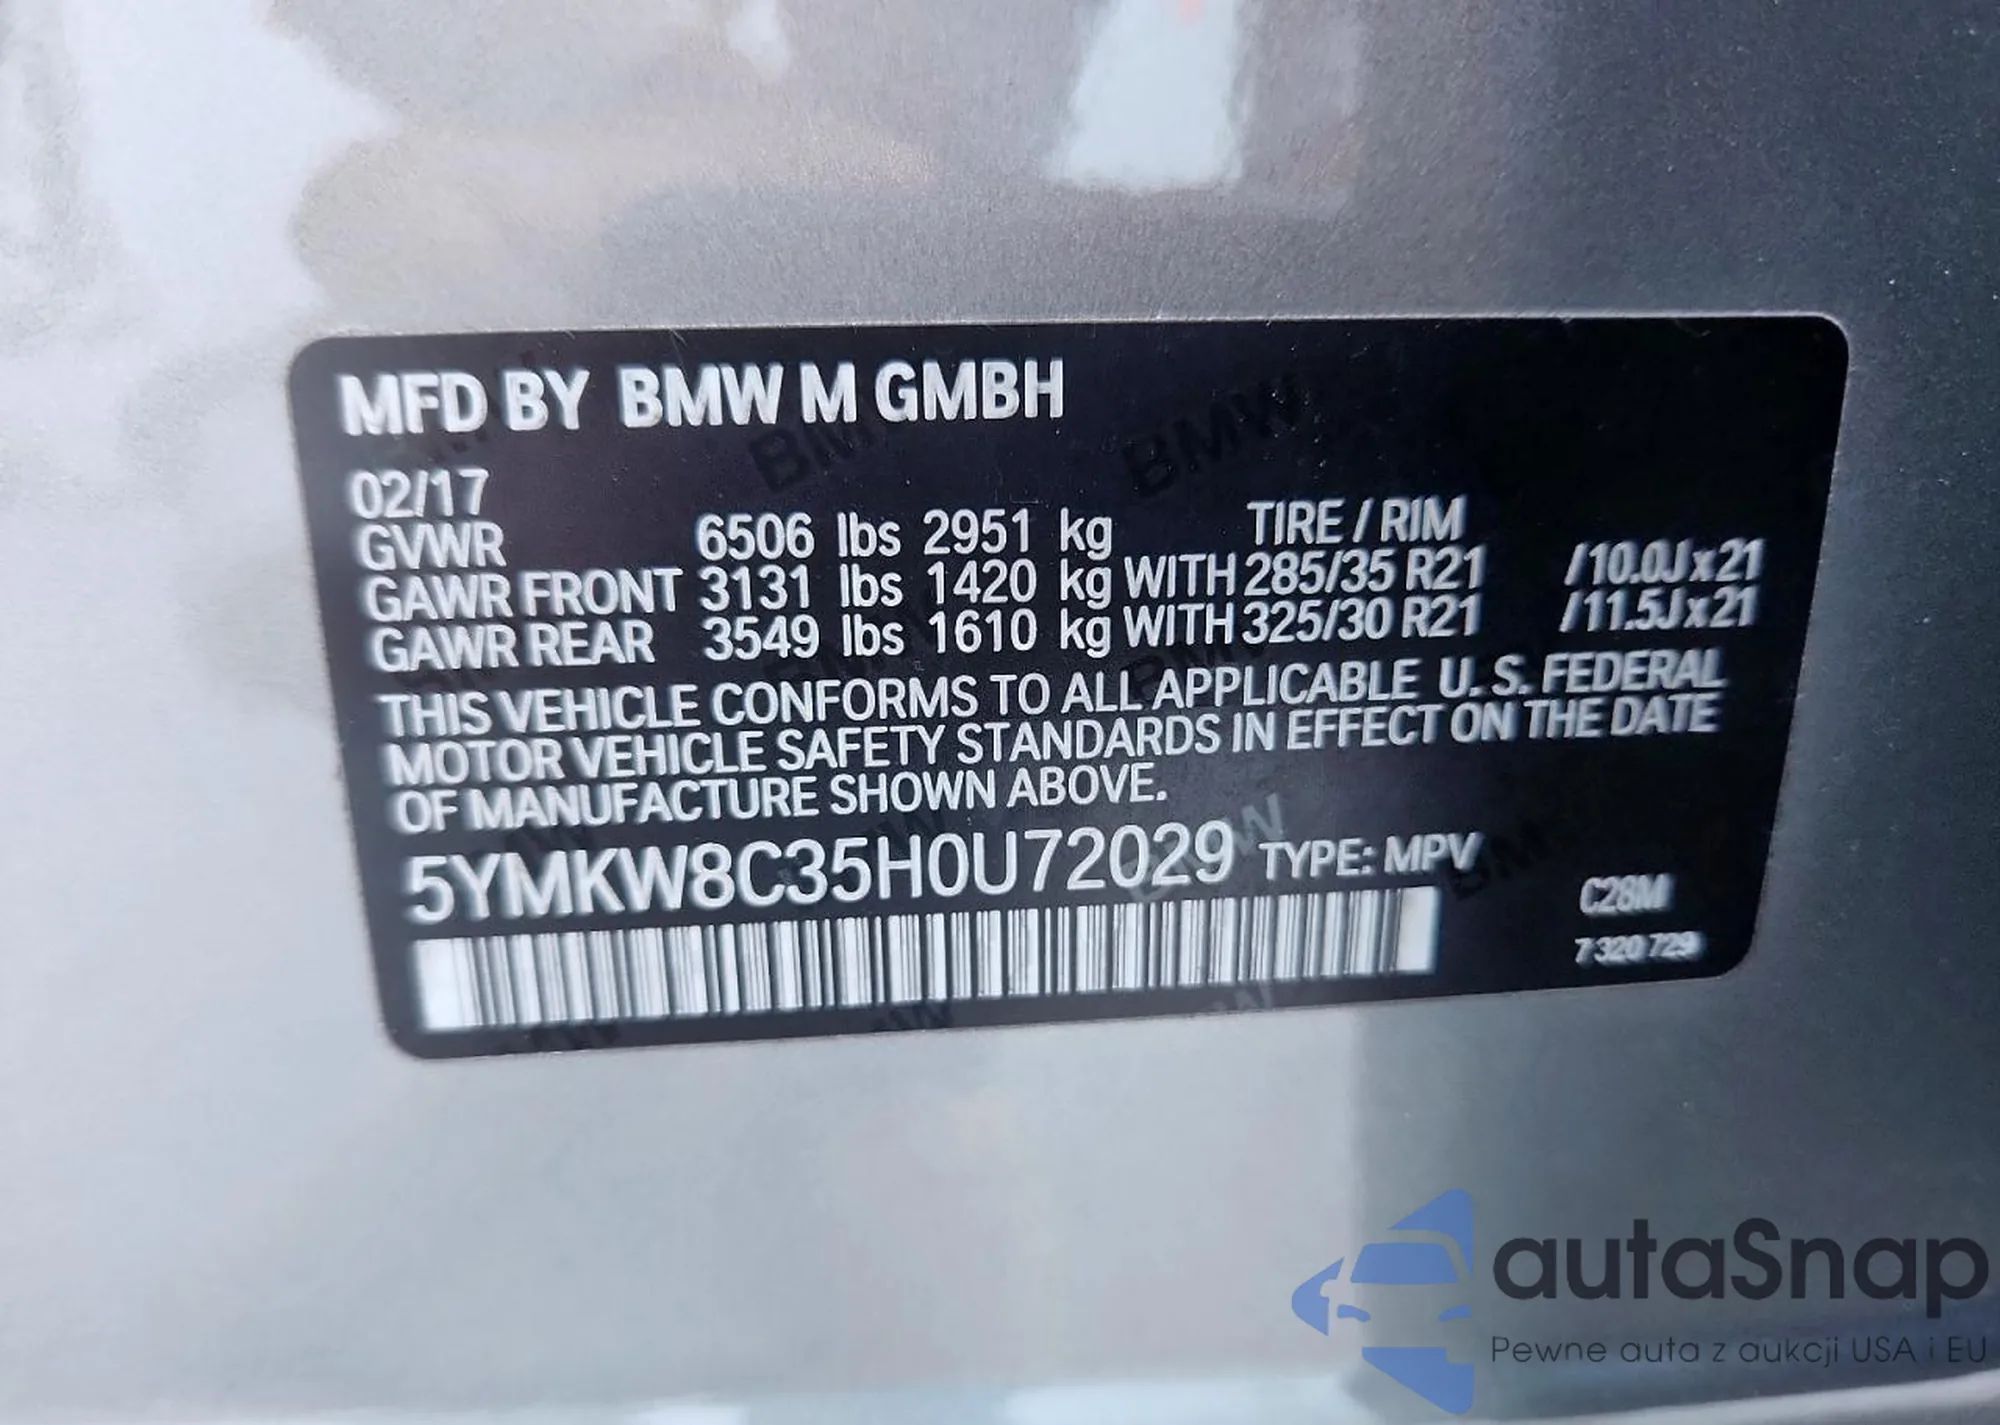 MFD BY BMW M GMBH
02/17
GVWR 6506 lbs 2951 kg TIRE / RIM
GAWR FRONT 3131 lbs 1420 kg WITH 285/35 R21 /10.0Jx21
GAWR REAR 3549 lbs 1610 kg WITH 325/30 R21 /11.5Jx21
THIS VEHICLE CONFORMS TO ALL APPLICABLE U.S. FEDERAL
MOTOR VEHICLE SAFETY STANDARDS IN EFFECT ON THE DATE
OF MANUFACTURE SHOWN ABOVE.
5YMKW8C35H0U72029 TYPE: MPV
C28M
7 320 729
autaSnap
Pewne auta z aukcji USA i EU